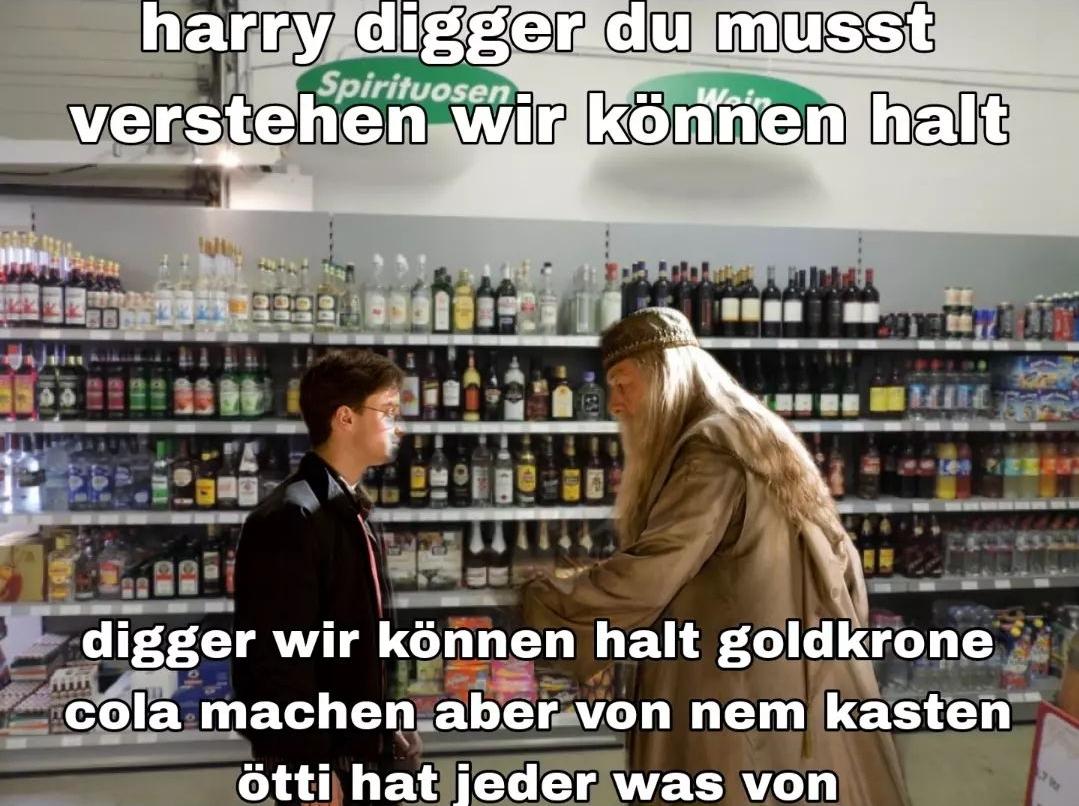 harry digger du musst
Spirituosen
Wein
verstehen wir können halt
digger wir können halt goldkrone
cola machen aber von nem kasten
ötti hat jeder was von